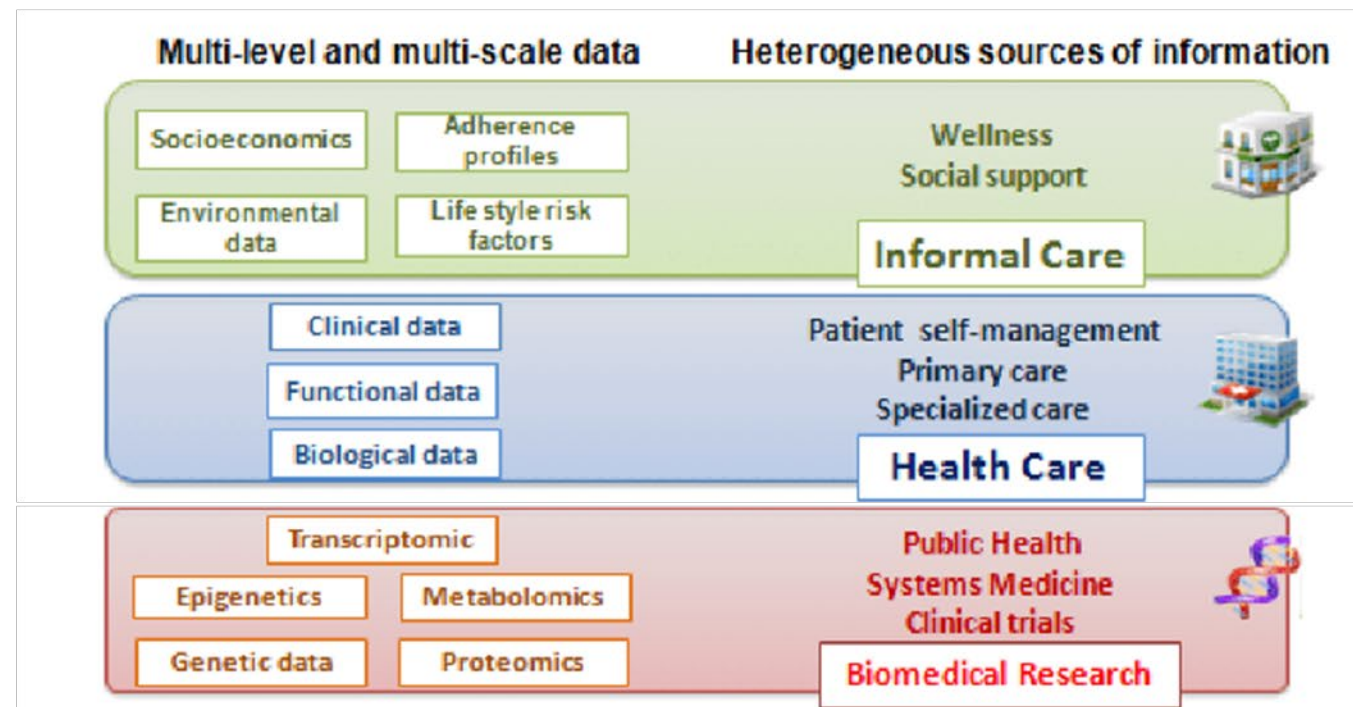 Multi-level and multi-scale data
Heterogeneous sources of information
Socioeconomics
Adherence
profiles
Environmental
data
Life style risk
factors
Wellness
Social support
Informal Care
Clinical data
Functional data
Biological data
Patient self-management
Primary care
Specialized care
Health Care
Transcriptomic
Epigenetics
Metabolomics
Genetic data
Proteomics
Public Health
Systems Medicine
Clinical trials
Biomedical Research